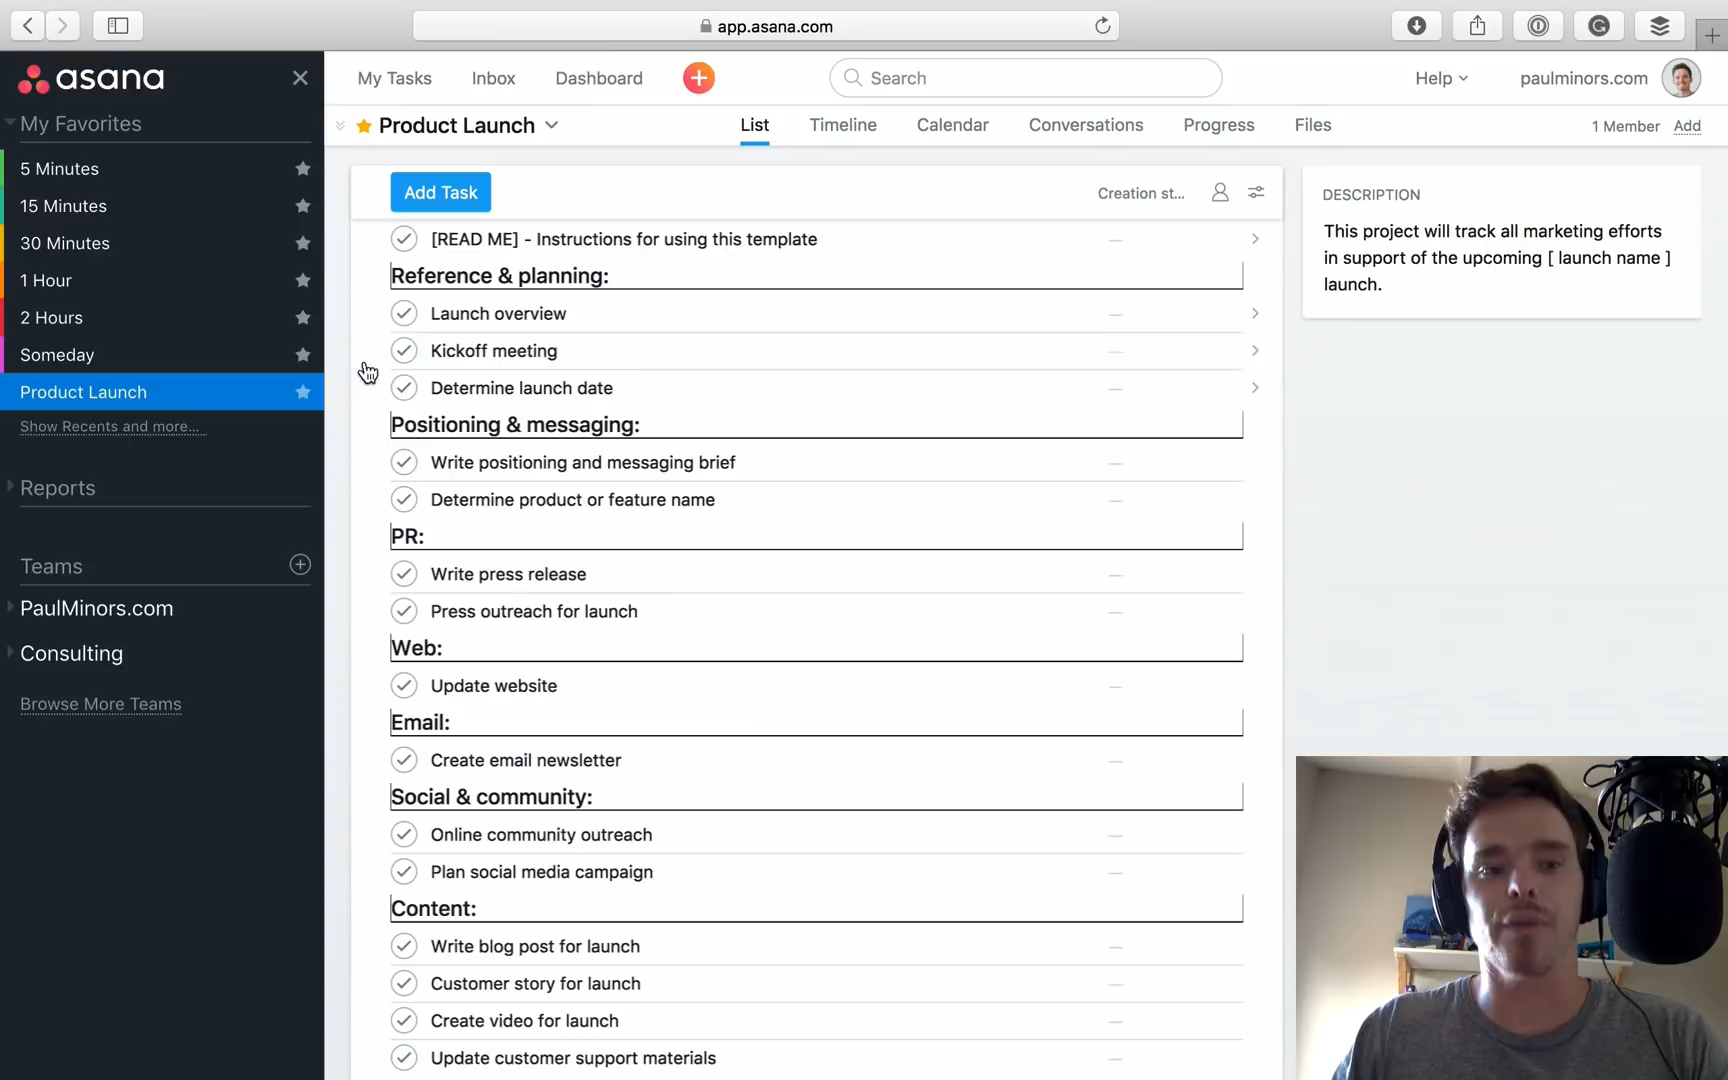 app.asana.com
asana
My Tasks
Inbox
Dashboard
Search
Help
paulminors.com
My Favorites
Product Launch
List
Timeline
Calendar
Conversations
Progress
Files
1 Member
Add
5 Minutes
15 Minutes
30 Minutes
1 Hour
2 Hours
Someday
Product Launch
Show Recents and more...
Reports
Teams
PaulMinors.com
Consulting
Browse More Teams
Add Task
Creation st...
[READ ME] - Instructions for using this template
Reference & planning:
Launch overview
Kickoff meeting
Determine launch date
Positioning & messaging:
Write positioning and messaging brief
Determine product or feature name
PR:
Write press release
Press outreach for launch
Web:
Update website
Email:
Create email newsletter
Social & community:
Online community outreach
Plan social media campaign
Content:
Write blog post for launch
Customer story for launch
Create video for launch
Update customer support materials
DESCRIPTION
This project will track all marketing efforts
in support of the upcoming [ launch name ]
launch.